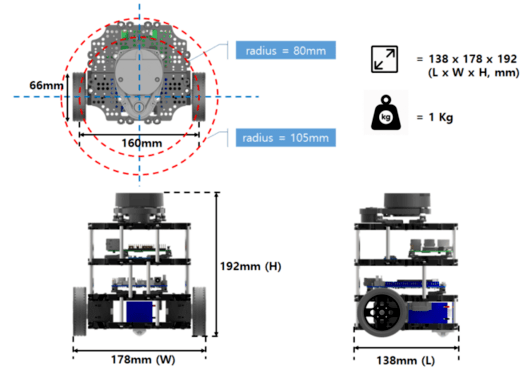 radius = 80mm
= 138 x 178 x 192
(L x W x H, mm)
66mm
kg
= 1 Kg
radius = 105mm
160mm
192mm (H)
178mm (W)
138mm (L)